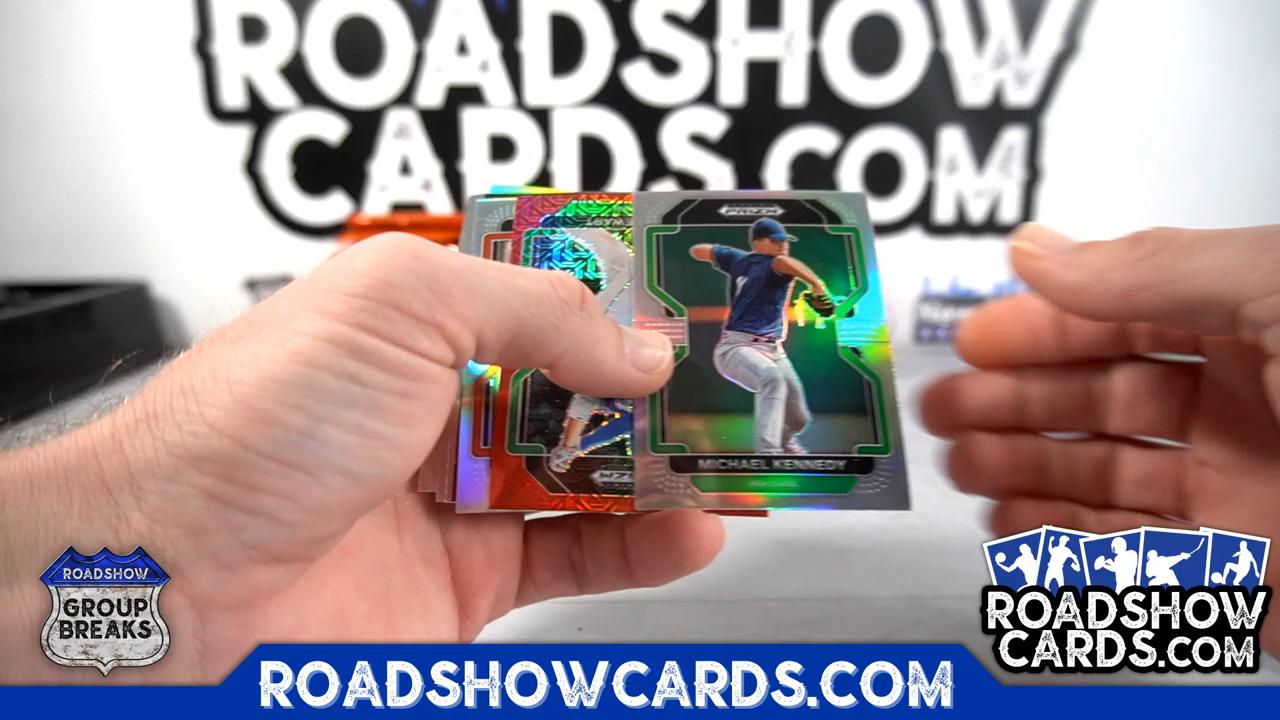 ROADSHOW
CARDS.COM
PRIZM
MICHAEL KENNEDY
ROADSHOW
GROUP
BREAKS
ROADSHOW
CARDS.COM
ROADSHOWCARDS.COM